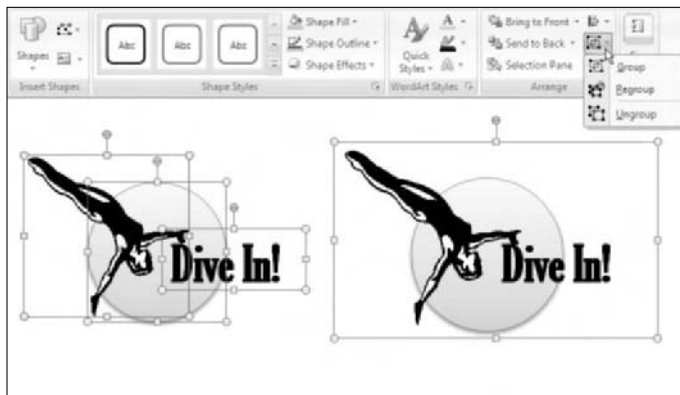 Shapes
Insert Shapes
Abc Abc Abc
Shape Fill
Shape Outline
Shape Effects
Shape Styles
Quick Styles
WordArt Styles
A
A
Bring to Front
Send to Back
Selection Pane
Arrange
Group
Regroup
Ungroup
Dive In!
Dive In!